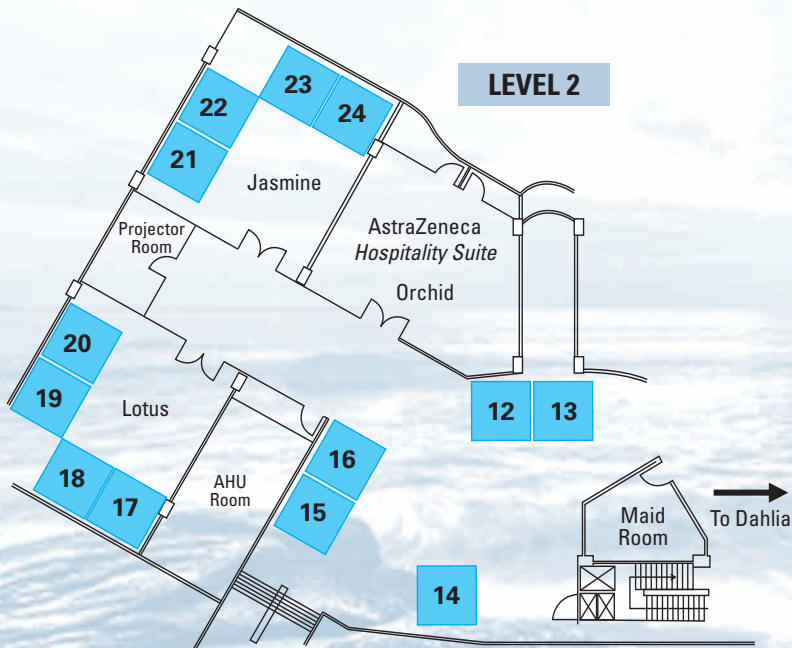 LEVEL 2
23
24
22
21
Jasmine
Projector
Room
AstraZeneca
Hospitality Suite
Orchid
20
19
Lotus
18
17
AHU
Room
16
15
12
13
14
Maid
Room
To Dahlia